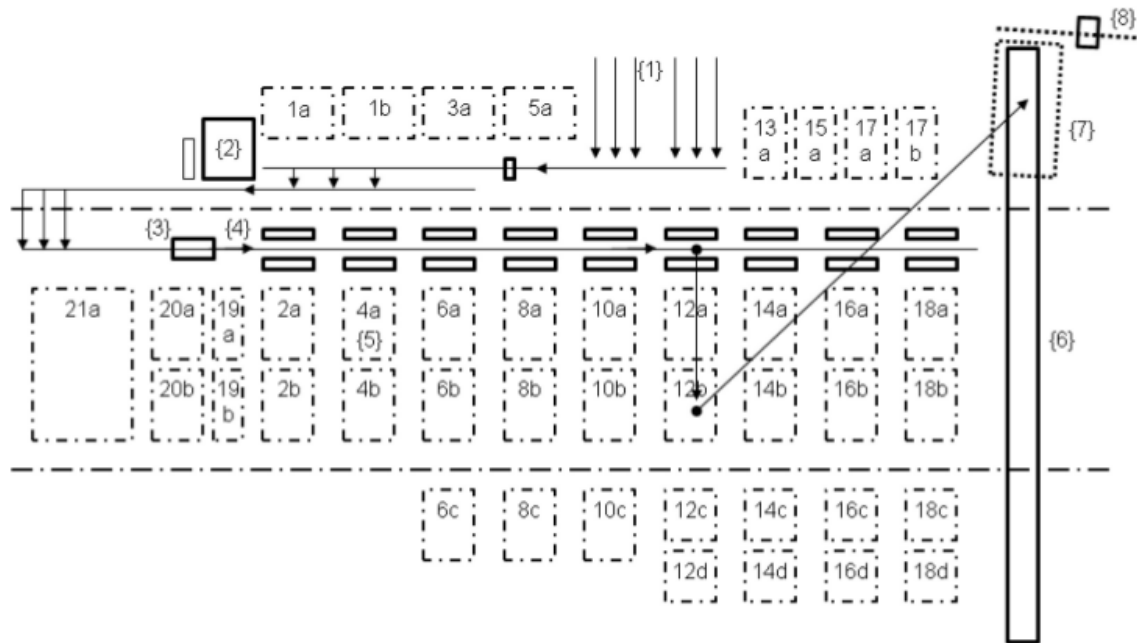 {8}
{1}
1a 1b 3a 5a
13 15 17 17
a a a b
{7}
{2}
{3} {4}
21a 20a 19 2a 4a 6a 8a 10a 12a 14a 16a 18a
a {5} {6}
20b 19 2b 4b 6b 8b 10b 12b 14b 16b 18b
b
6c 8c 10c 12c 14c 16c 18c
12d 14d 16d 18d